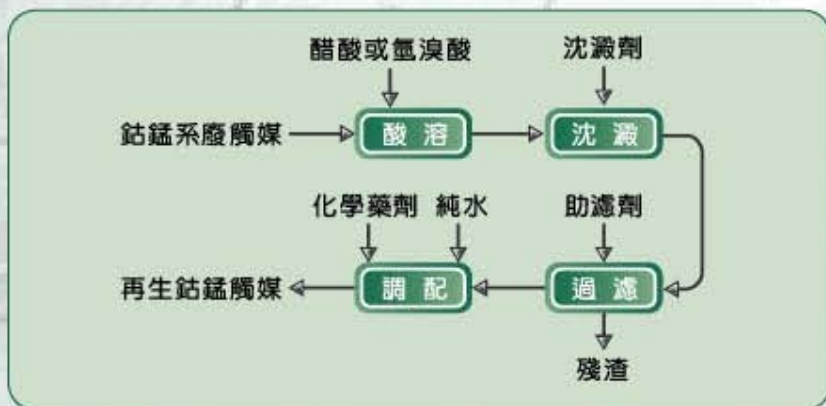 醋酸或氫溴酸
沈澱劑
鈷錳系廢觸媒
酸溶
沈澱
化學藥劑
純水
助濾劑
再生鈷錳觸媒
調配
過濾
殘渣